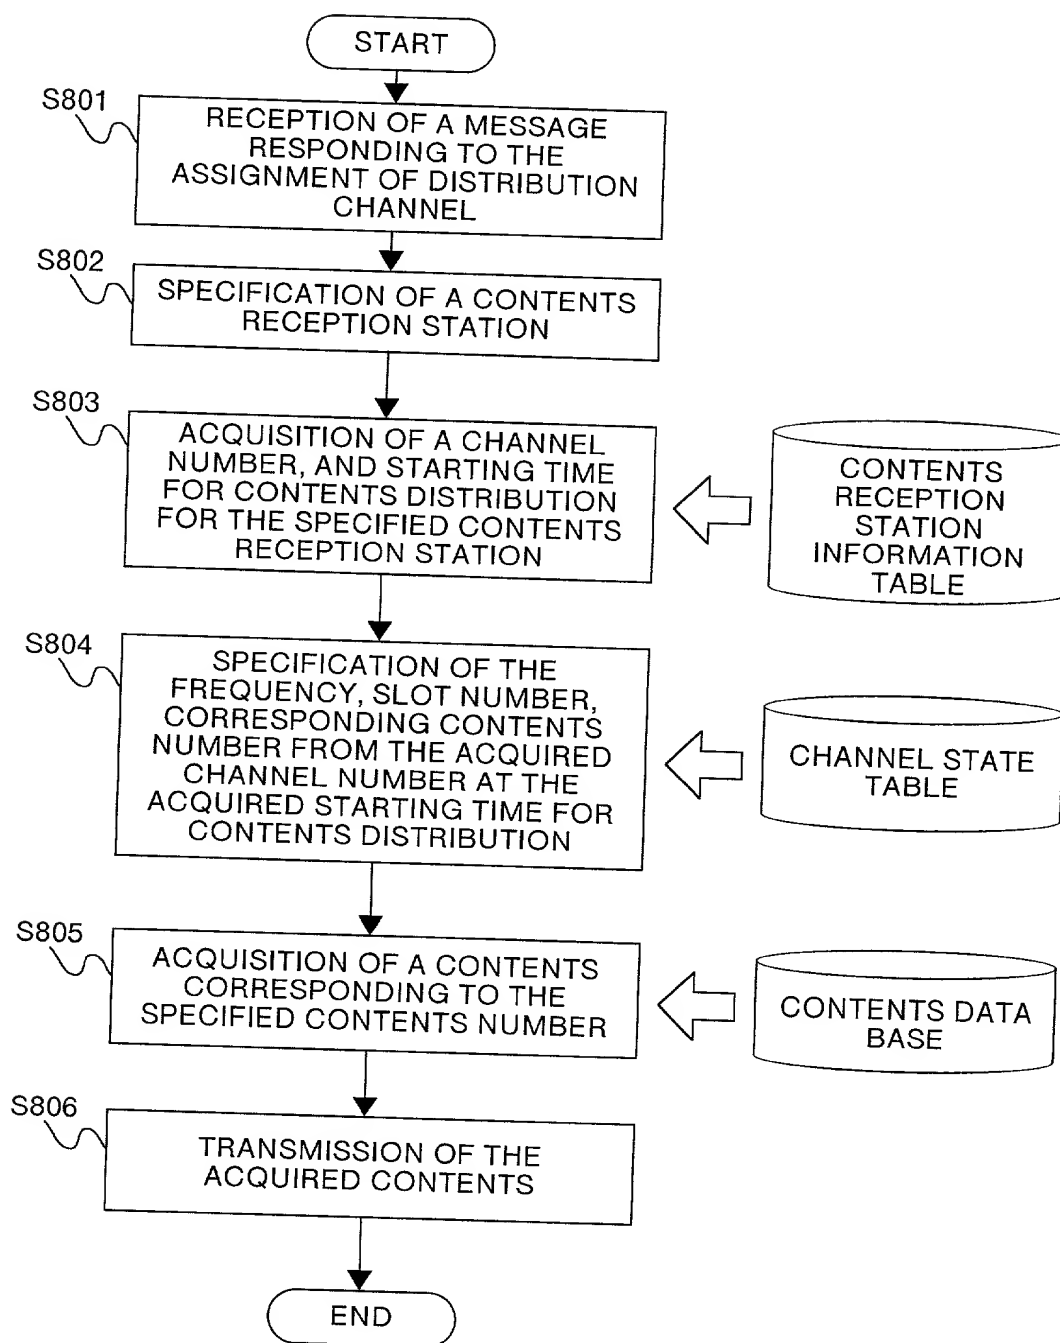 START
S801
RECEPTION OF A MESSAGE
RESPONDING TO THE
ASSIGNMENT OF DISTRIBUTION
CHANNEL
S802
SPECIFICATION OF A CONTENTS
RECEPTION STATION
S803
ACQUISITION OF A CHANNEL
NUMBER, AND STARTING TIME
FOR CONTENTS DISTRIBUTION
FOR THE SPECIFIED CONTENTS
RECEPTION STATION
CONTENTS
RECEPTION
STATION
INFORMATION
TABLE
S804
SPECIFICATION OF THE
FREQUENCY, SLOT NUMBER,
CORRESPONDING CONTENTS
NUMBER FROM THE ACQUIRED
CHANNEL NUMBER AT THE
ACQUIRED STARTING TIME FOR
CONTENTS DISTRIBUTION
CHANNEL STATE
TABLE
S805
ACQUISITION OF A CONTENTS
CORRESPONDING TO THE
SPECIFIED CONTENTS NUMBER
CONTENTS DATA
BASE
S806
TRANSMISSION OF THE
ACQUIRED CONTENTS
END